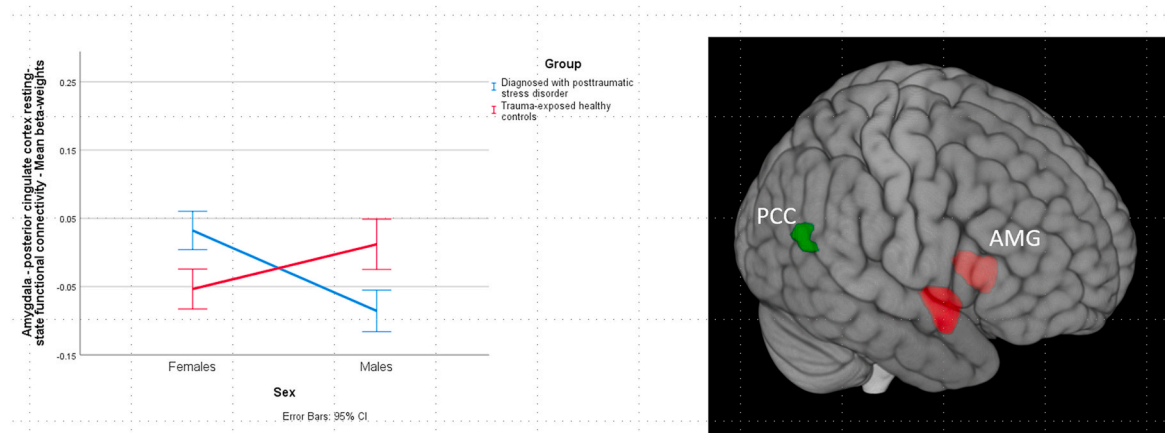 Amygdala - posterior cingulate cortex resting-
state functional connectivity - Mean beta-weights
0.25
0.15
0.05
-0.05
-0.15
Females Males
Sex
Error Bars: 95% CI
Group
Diagnosed with posttraumatic
stress disorder
Trauma-exposed healthy
controls
PCC
AMG